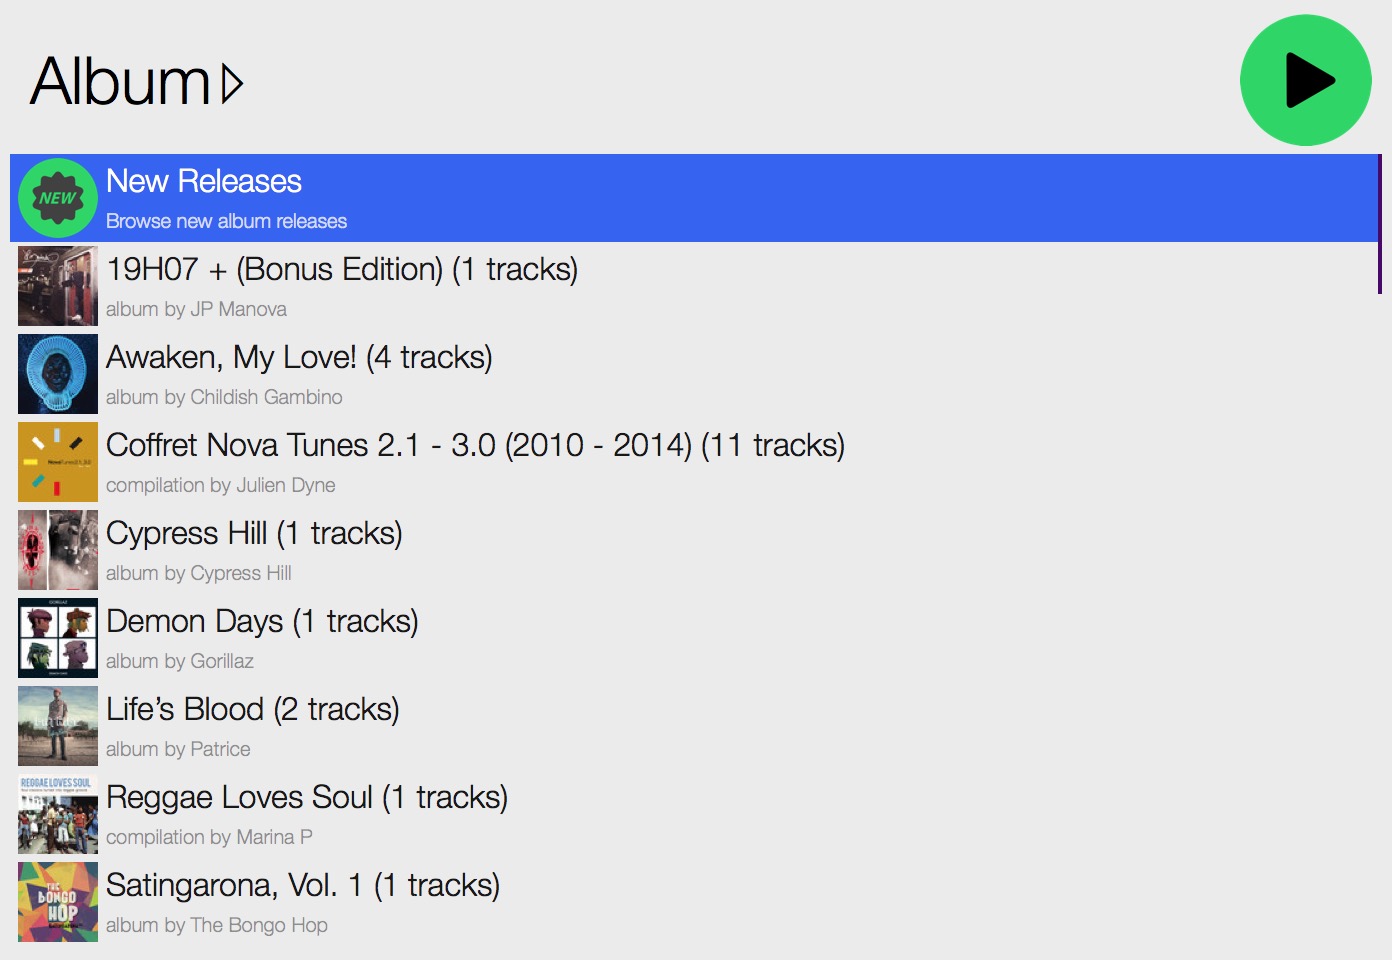 Album
NEW
New Releases
Browse new album releases
19H07 + (Bonus Edition) (1 tracks)
album by JP Manova
Awaken, My Love! (4 tracks)
album by Childish Gambino
Coffret Nova Tunes 2.1 - 3.0 (2010 - 2014) (11 tracks)
compilation by Julien Dyne
Cypress Hill (1 tracks)
album by Cypress Hill
GORILLAZ
Demon Days (1 tracks)
album by Gorillaz
Life’s Blood (2 tracks)
album by Patrice
REGGAE LOVES SOUL
Reggae Loves Soul (1 tracks)
compilation by Marina P
THE
BONGO
HOP
Satingarona, Vol. 1 (1 tracks)
album by The Bongo Hop